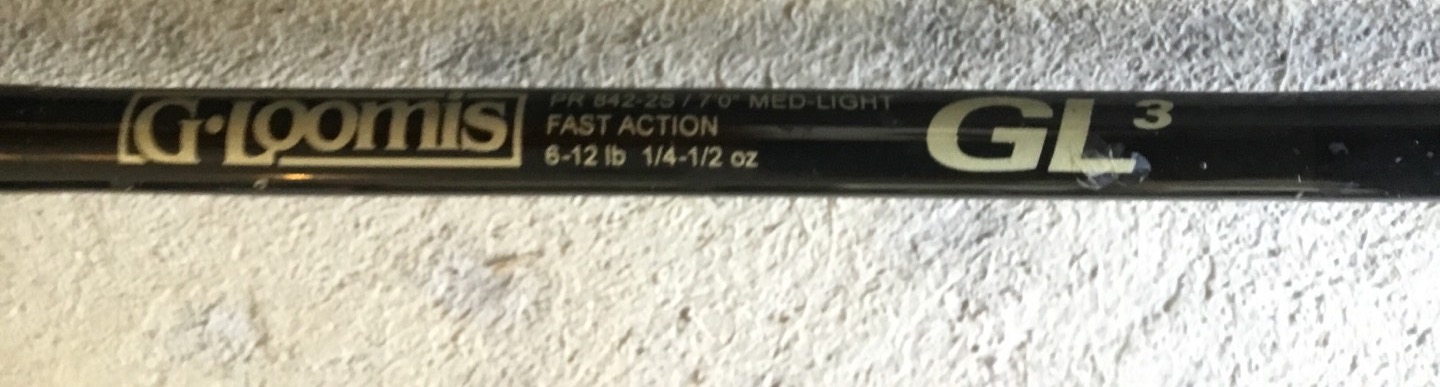 G·Loomis
PR 842-2S / 7'0" MED-LIGHT
FAST ACTION
6-12 lb 1/4-1/2 oz
GL³